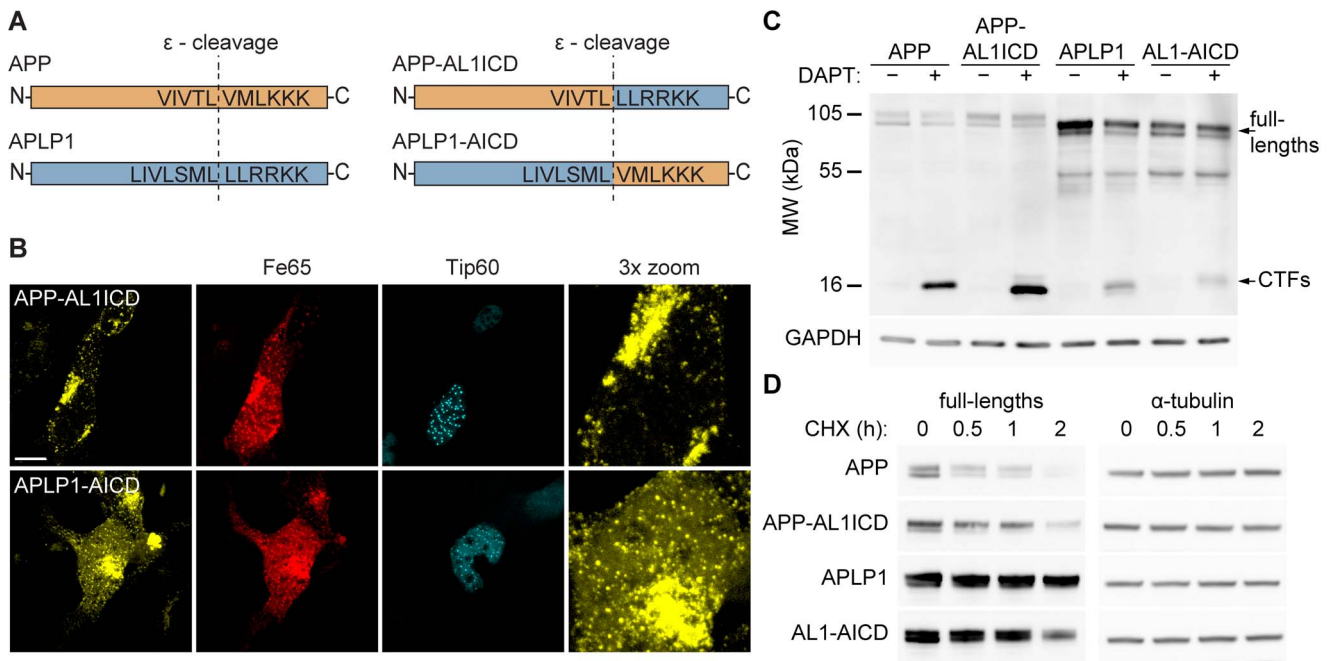 A
ε - cleavage
APP
N-
VIVTL
VMLKKK
-C
APLP1
N-
LIVLSML
LLRRKK
-C
ε - cleavage
APP-AL1ICD
N-
VIVTL
LLRRKK
-C
APLP1-AICD
N-
LIVLSML
VMLKKK
-C
B
Fe65
Tip60
3x zoom
APP-AL1ICD
APLP1-AICD
C
APP
APP-
AL1ICD
APLP1
AL1-AICD
DAPT: – + – + – + – +
MW (kDa)
105
55
16
full-
lengths
CTFs
GAPDH
D
full-lengths
α-tubulin
CHX (h): 0 0.5 1 2 0 0.5 1 2
APP
APP-AL1ICD
APLP1
AL1-AICD